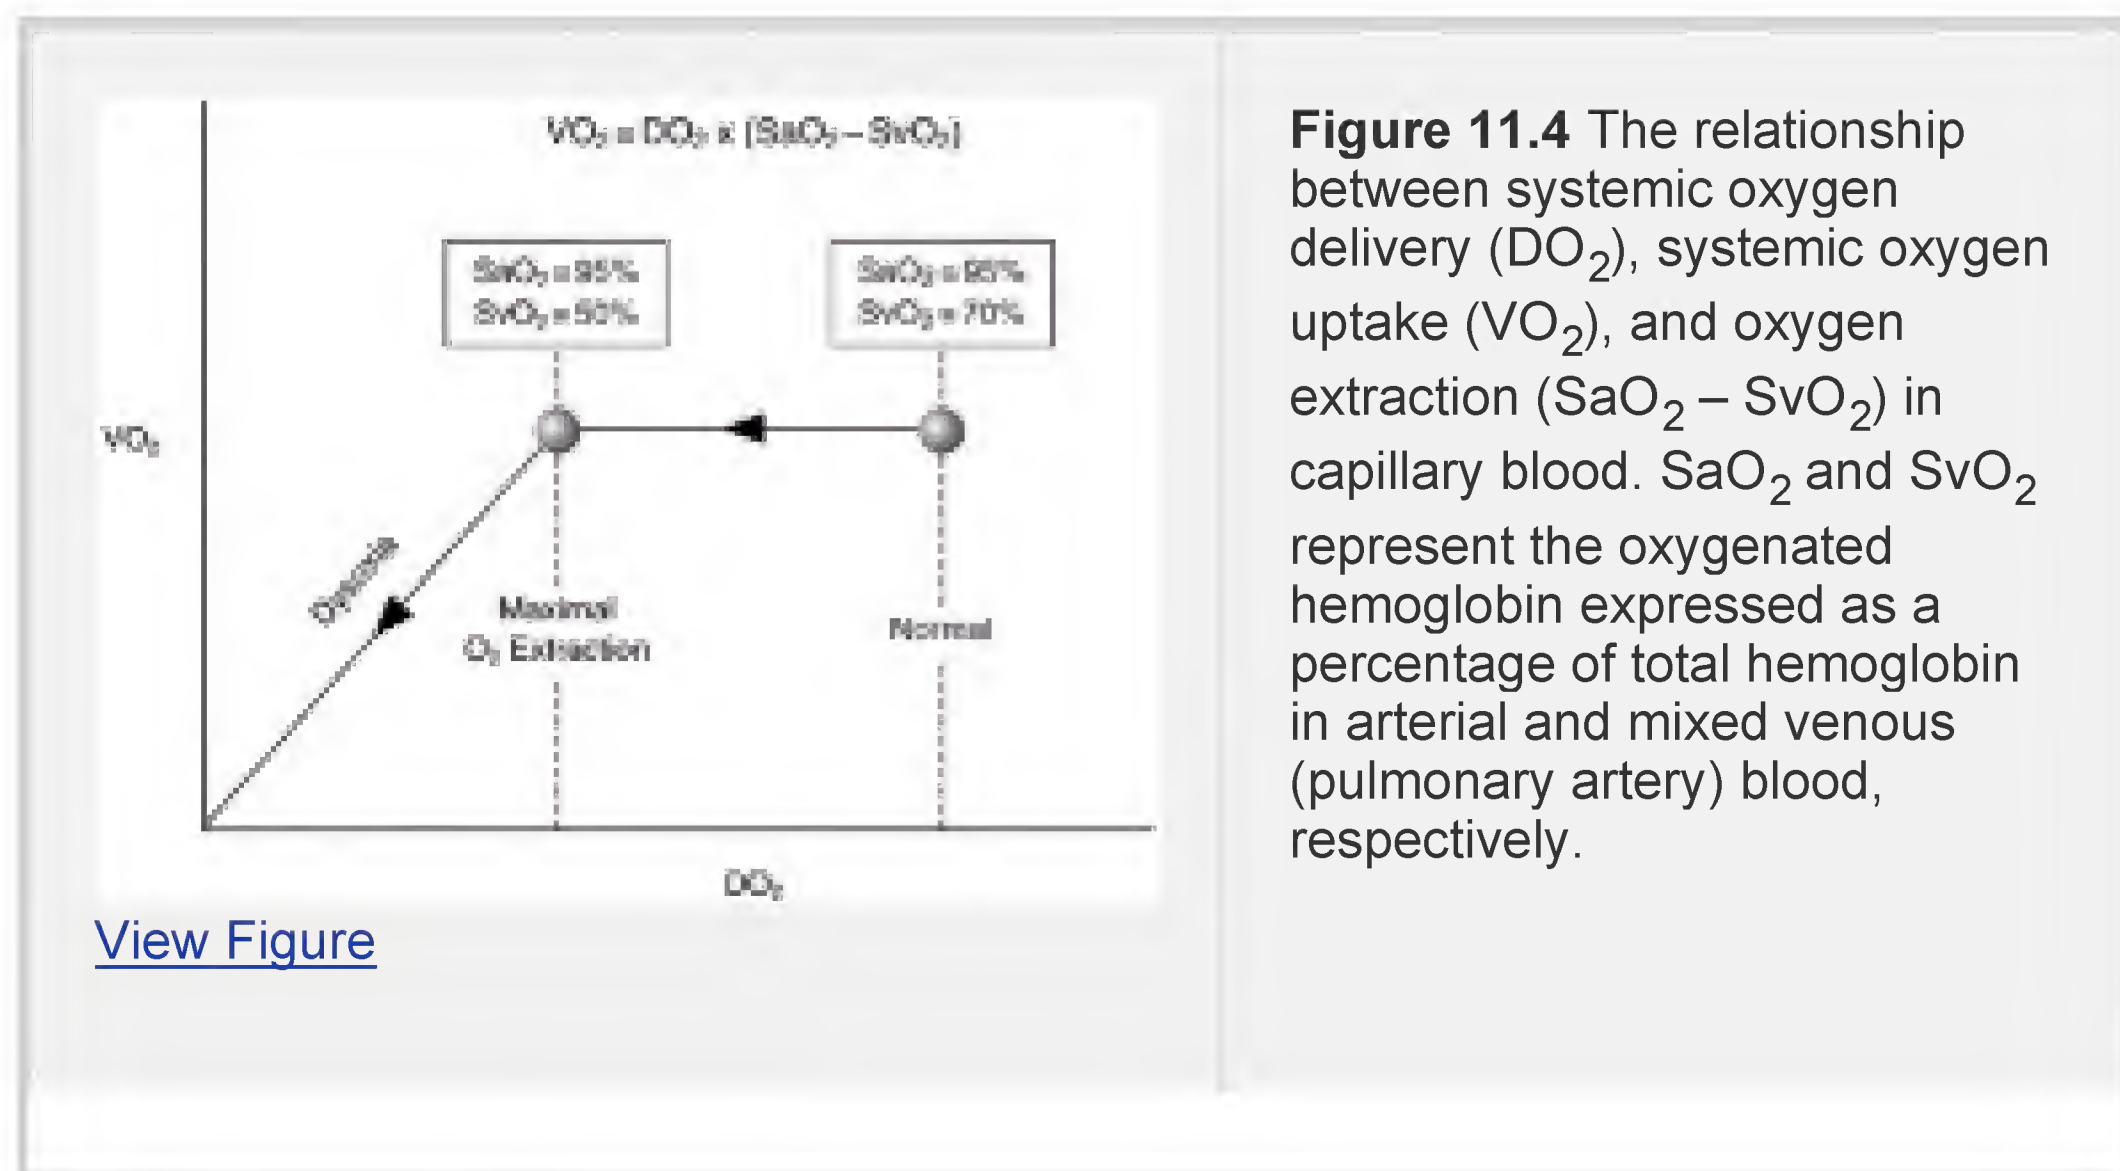 VO₂ = DO₂ x (SaO₂ – SvO₂)
SaO₂ = 95%
SvO₂ = 50%
SaO₂ = 95%
SvO₂ = 70%
VO₂
Maximal
O₂ Extraction
Normal
DO₂
View Figure
Figure 11.4 The relationship
between systemic oxygen
delivery (DO₂), systemic oxygen
uptake (VO₂), and oxygen
extraction (SaO₂ – SvO₂) in
capillary blood. SaO₂ and SvO₂
represent the oxygenated
hemoglobin expressed as a
percentage of total hemoglobin
in arterial and mixed venous
(pulmonary artery) blood,
respectively.